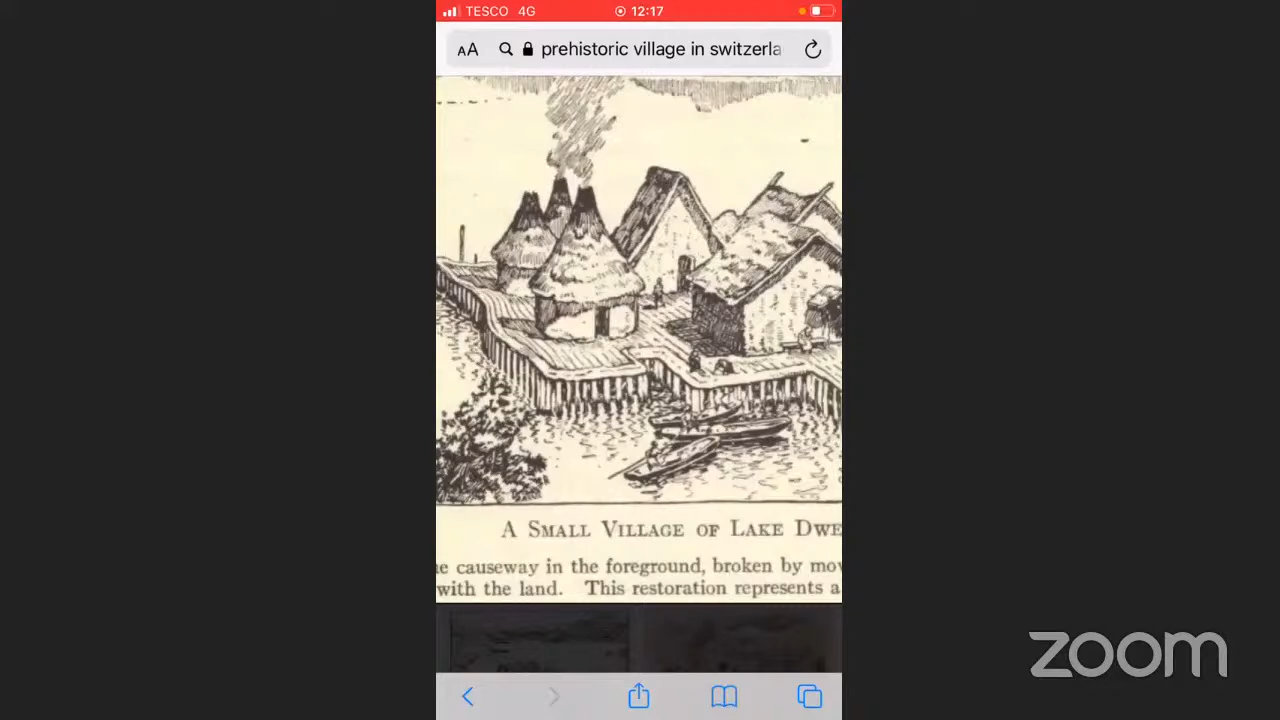 TESCO 4G 12:17
AA prehistoric village in switzerla
A SMALL VILLAGE OF LAKE DWE
e causeway in the foreground, broken by mov
with the land. This restoration represents a
zoom